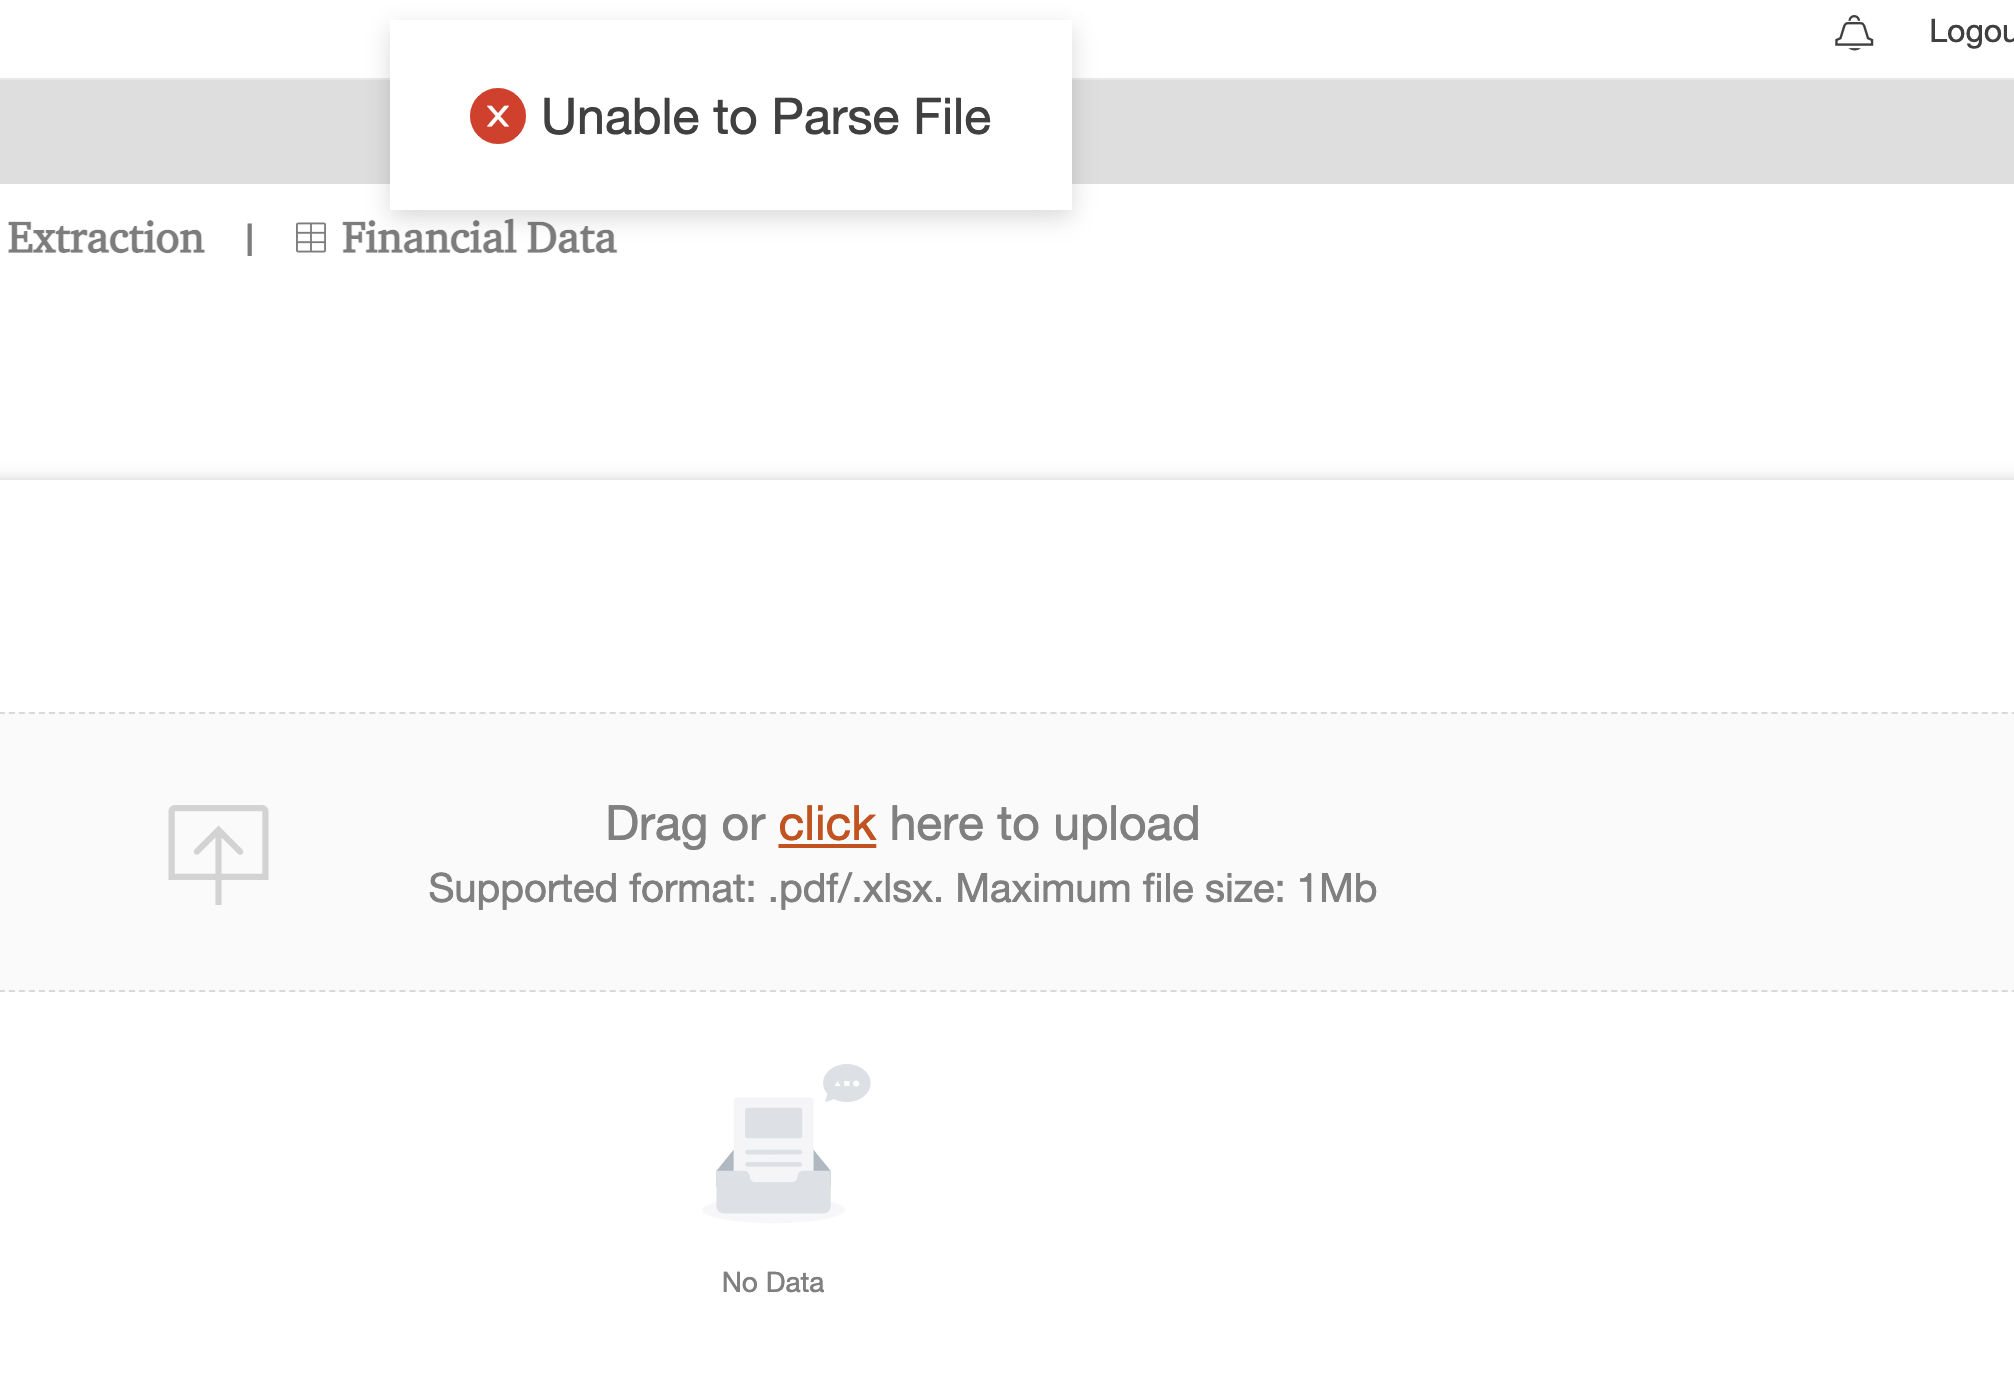 Logou
Unable to Parse File
Extraction | Financial Data
Drag or click here to upload
Supported format: .pdf/.xlsx. Maximum file size: 1Mb
No Data